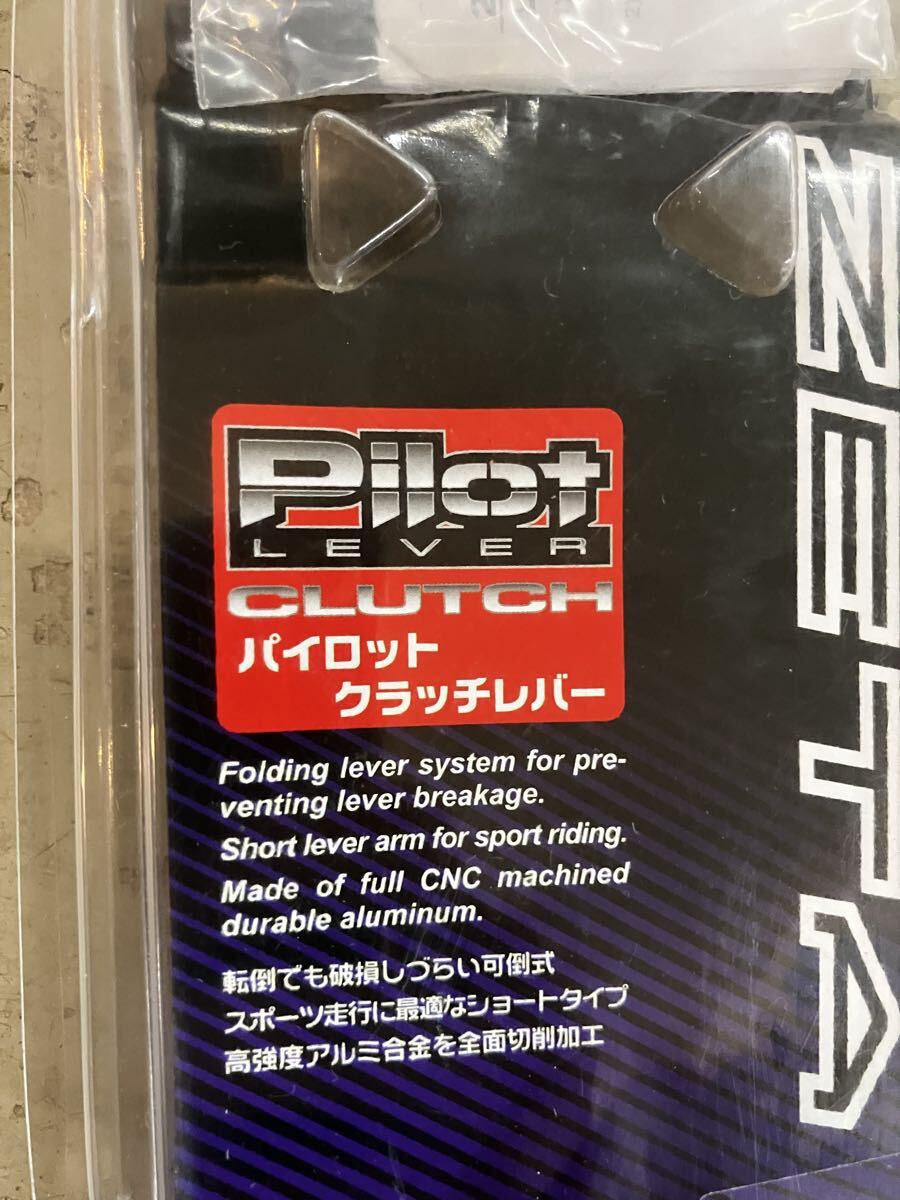 ZETA
Pilot
LEVER
CLUTCH
パイロット
クラッチレバー
Folding lever system for pre-
venting lever breakage.
Short lever arm for sport riding.
Made of full CNC machined
durable aluminum.
転倒でも破損しづらい可倒式
スポーツ走行に最適なショートタイプ
高強度アルミ合金を全面切削加工